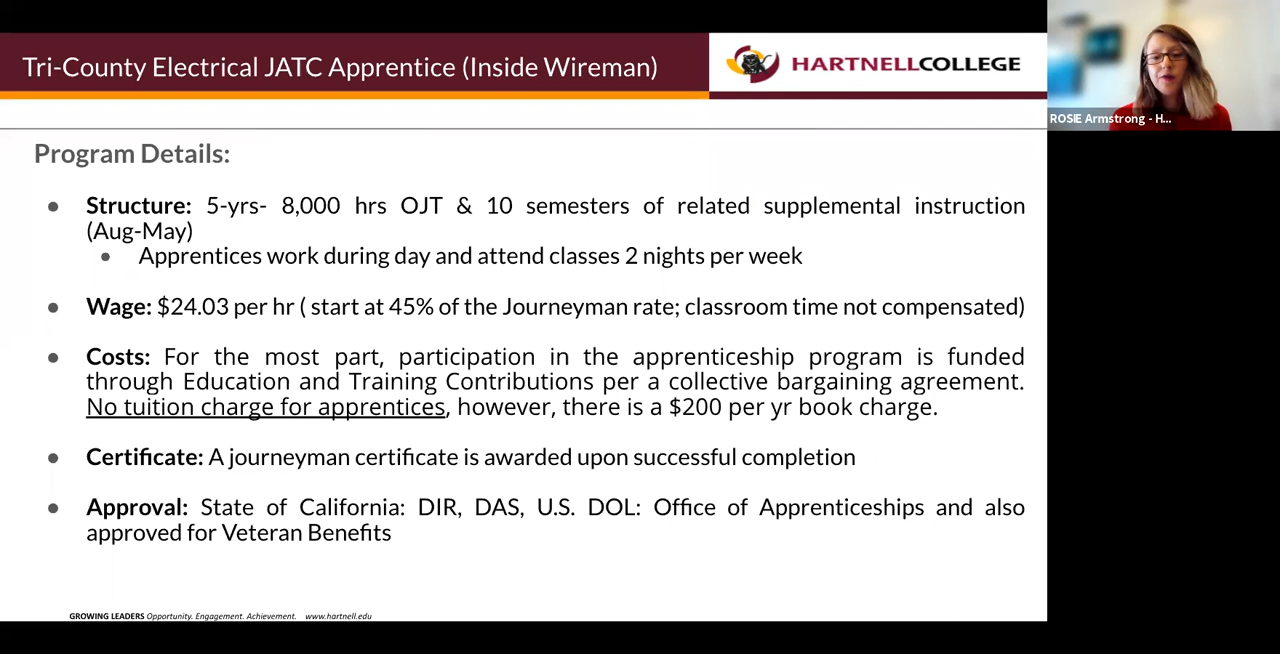 Tri-County Electrical JATC Apprentice (Inside Wireman)
HARTNELLCOLLEGE
ROSIE Armstrong - H...
Program Details:
● Structure: 5-yrs- 8,000 hrs OJT & 10 semesters of related supplemental instruction
(Aug-May)
● Apprentices work during day and attend classes 2 nights per week
● Wage: $24.03 per hr ( start at 45% of the Journeyman rate; classroom time not compensated)
● Costs: For the most part, participation in the apprenticeship program is funded
through Education and Training Contributions per a collective bargaining agreement.
No tuition charge for apprentices, however, there is a $200 per yr book charge.
● Certificate: A journeyman certificate is awarded upon successful completion
● Approval: State of California: DIR, DAS, U.S. DOL: Office of Apprenticeships and also
approved for Veteran Benefits
GROWING LEADERS Opportunity. Engagement. Achievement. www.hartnell.edu